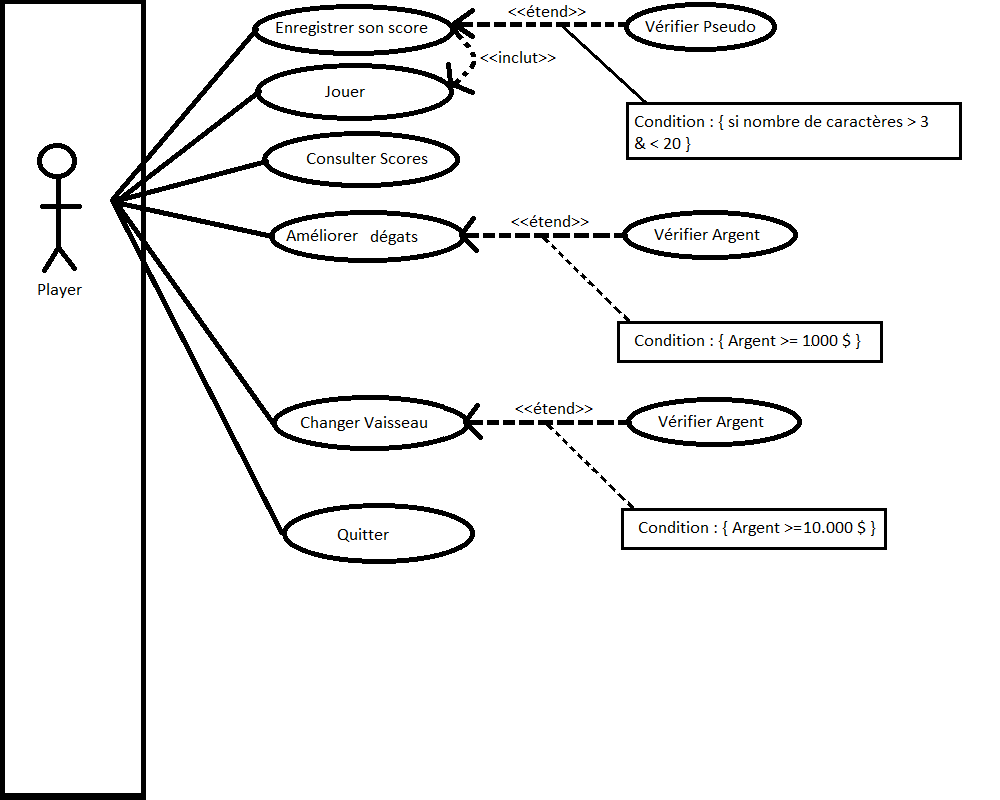 Enregistrer son score
<<étend>>
Vérifier Pseudo
<<inclut>>
Jouer
Condition : { si nombre de caractères > 3
& < 20 }
Consulter Scores
Améliorer dégats
<<étend>>
Vérifier Argent
Player
Condition : { Argent >= 1000 $ }
Changer Vaisseau
<<étend>>
Vérifier Argent
Quitter
Condition : { Argent >=10.000 $ }